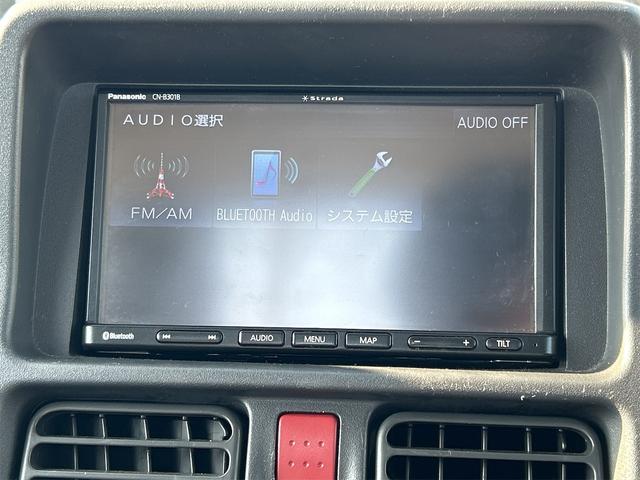 Panasonic CN-B301B Strada
AUDIO選択 AUDIO OFF
FM/AM BLUETOOTH Audio システム設定
Bluetooth AUDIO MENU MAP − + TILT